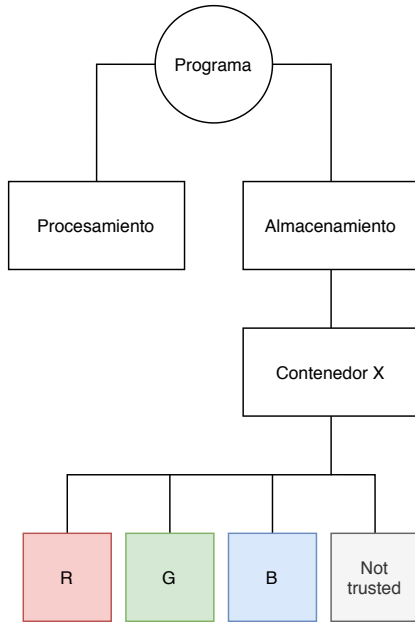 Programa
Procesamiento
Almacenamiento
Contenedor X
R
G
B
Not
trusted